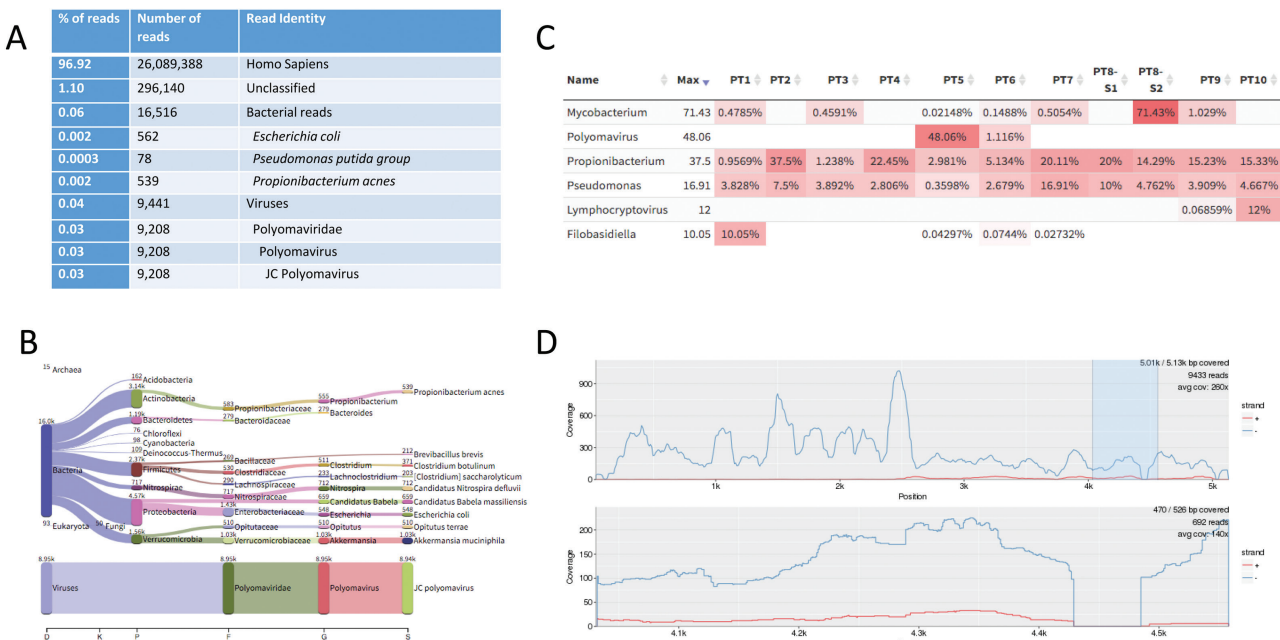 A
% of reads Number of reads Read Identity
96.92 26,089,388 Homo Sapiens
1.10 296,140 Unclassified
0.06 16,516 Bacterial reads
0.002 562 Escherichia coli
0.0003 78 Pseudomonas putida group
0.002 539 Propionibacterium acnes
0.04 9,441 Viruses
0.03 9,208 Polyomaviridae
0.03 9,208 Polyomavirus
0.03 9,208 JC Polyomavirus
C
Name Max PT1 PT2 PT3 PT4 PT5 PT6 PT7 PT8-S1 PT8-S2 PT9 PT10
Mycobacterium 71.43 0.4785% 0.4591% 0.02148% 0.1488% 0.5054% 71.43% 1.029%
Polyomavirus 48.06 48.06% 1.116%
Propionibacterium 37.5 0.9569% 37.5% 1.238% 22.45% 2.981% 5.134% 20.11% 20% 14.29% 15.23% 15.33%
Pseudomonas 16.91 3.828% 7.5% 3.892% 2.806% 0.3598% 2.679% 16.91% 10% 4.762% 3.909% 4.667%
Lymphocryptovirus 12 0.06859% 12%
Filobasidiella 10.05 10.05% 0.04297% 0.0744% 0.02732%
B
15 Archaea
162 Acidobacteria
3.14k Actinobacteria
583 Propionibacteriaceae
555 Propionibacterium
539 Propionibacterium acnes
1.19k Bacteroidetes
279 Bacteroidaceae
279 Bacteroides
76 Chloroflexi
98 Cyanobacteria
109 Deinococcus-Thermus
16.0k Bacteria
2.37k Firmicutes
269 Bacillaceae
212 Brevibacillus brevis
530 Clostridiaceae
511 Clostridium
371 Clostridium botulinum
290 Lachnospiraceae
233 Lachnoclostridium
203 Clostridium] saccharolyticum
717 Nitrospirae
717 Nitrospiraceae
712 Nitrospira
712 Candidatus Nitrospira defluvii
4.57k Proteobacteria
659 Candidatus Babela
659 Candidatus Babela massiliensis
1.43k Enterobacteriaceae
548 Escherichia
548 Escherichia coli
93 Eukaryota
50 Fungi
510 Opitutaceae
510 Opitutus
510 Opitutus terrae
1.56k Verrucomicrobia
1.03k Verrucomicrobiaceae
1.03k Akkermansia
1.03k Akkermansia muciniphila
8.95k Viruses
8.95k Polyomaviridae
8.95k Polyomavirus
8.94k JC polyomavirus
D K P F G S
D
5.01k / 5.13k bp covered
9433 reads
avg cov: 260x
Coverage
900
600
300
0
1k 2k 3k 4k 5k
Position
strand
+
-
470 / 526 bp covered
692 reads
avg cov: 140x
Coverage
200
150
100
50
0
4.1k 4.2k 4.3k 4.4k 4.5k
strand
+
-